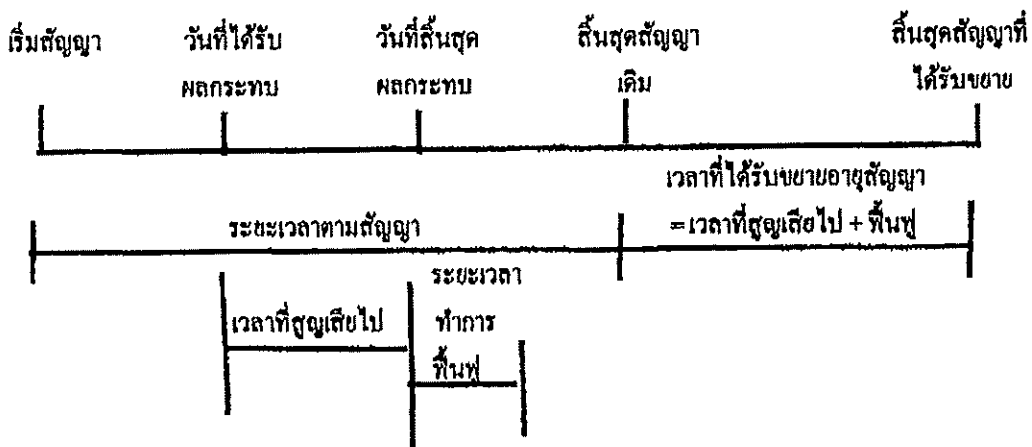 เริ่มสัญญา
วันที่ได้รับ
ผลกระทบ
วันที่สิ้นสุด
ผลกระทบ
สิ้นสุดสัญญา
เดิม
สิ้นสุดสัญญาที่
ได้รับขยาย
เวลาที่ได้รับขยายอายุสัญญา
=เวลาที่สูญเสียไป + ฟื้นฟู
ระยะเวลาตามสัญญา
เวลาที่สูญเสียไป
ระยะเวลา
ทำการ
ฟื้นฟู